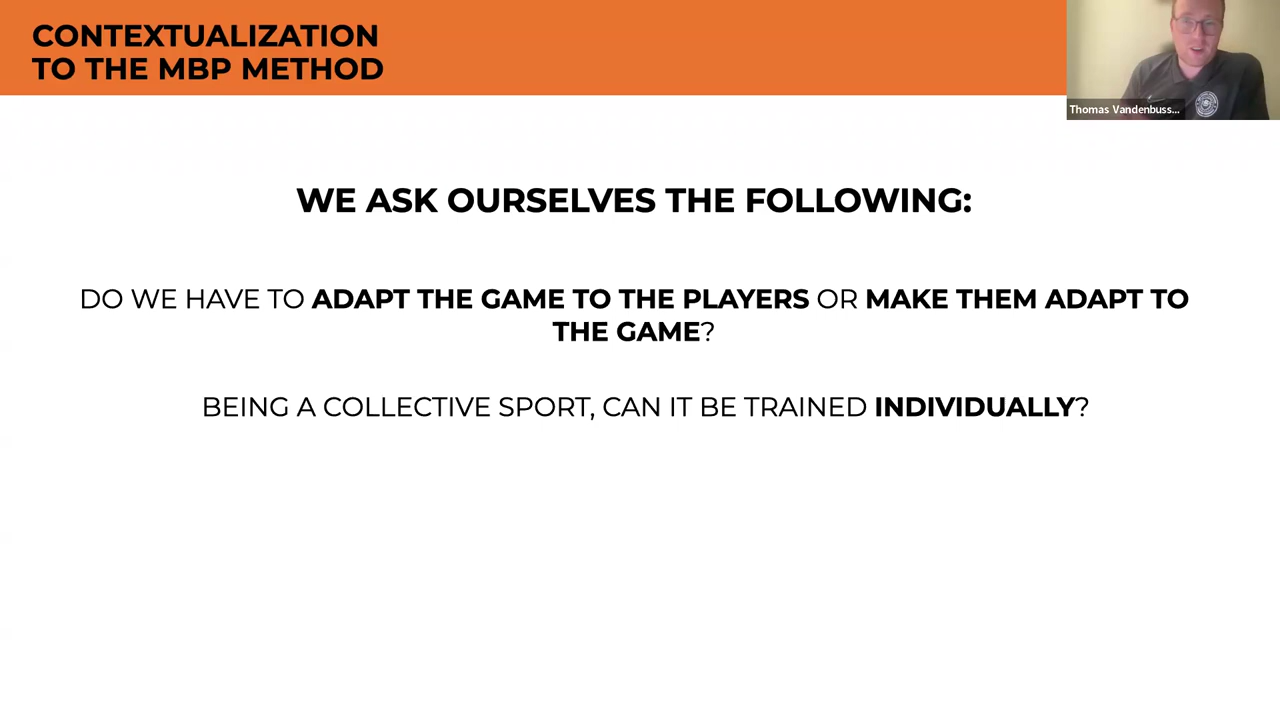 CONTEXTUALIZATION
TO THE MBP METHOD
Thomas Vandenbuss...
WE ASK OURSELVES THE FOLLOWING:
DO WE HAVE TO ADAPT THE GAME TO THE PLAYERS OR MAKE THEM ADAPT TO
THE GAME?
BEING A COLLECTIVE SPORT, CAN IT BE TRAINED INDIVIDUALLY?